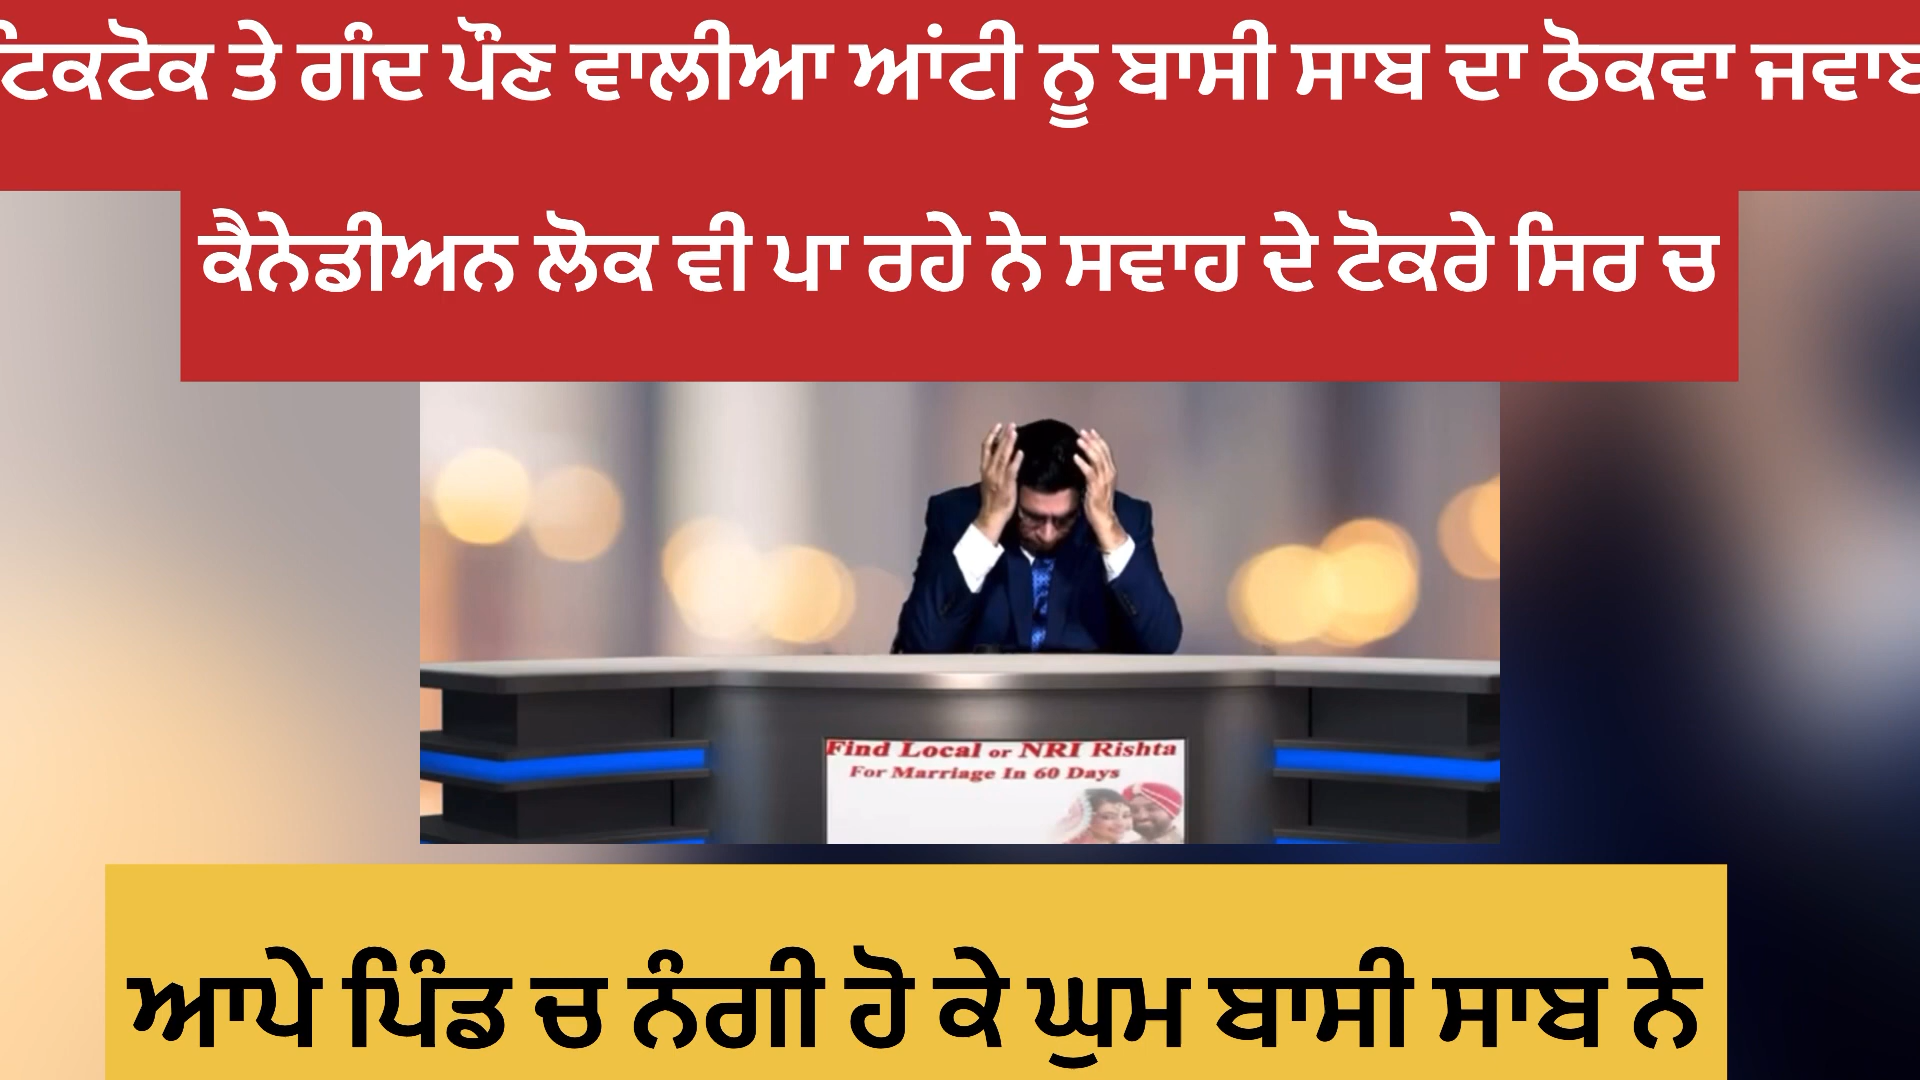 ਟਿਕਟੋਕ ਤੇ ਗੰਦ ਪੌਣ ਵਾਲੀਆ ਆਂਟੀ ਨੂ ਬਾਸੀ ਸਾਬ ਦਾ ਠੋਕਵਾ ਜਵਾਬ
ਕੈਨੇਡੀਅਨ ਲੋਕ ਵੀ ਪਾ ਰਹੇ ਨੇ ਸਵਾਹ ਦੇ ਟੋਕਰੇ ਸਿਰ ਚ
Find Local or NRI Rishta
For Marriage In 60 Days
ਆਪੇ ਪਿੰਡ ਚ ਨੰਗੀ ਹੋ ਕੇ ਘੁਮ ਬਾਸੀ ਸਾਬ ਨੇ